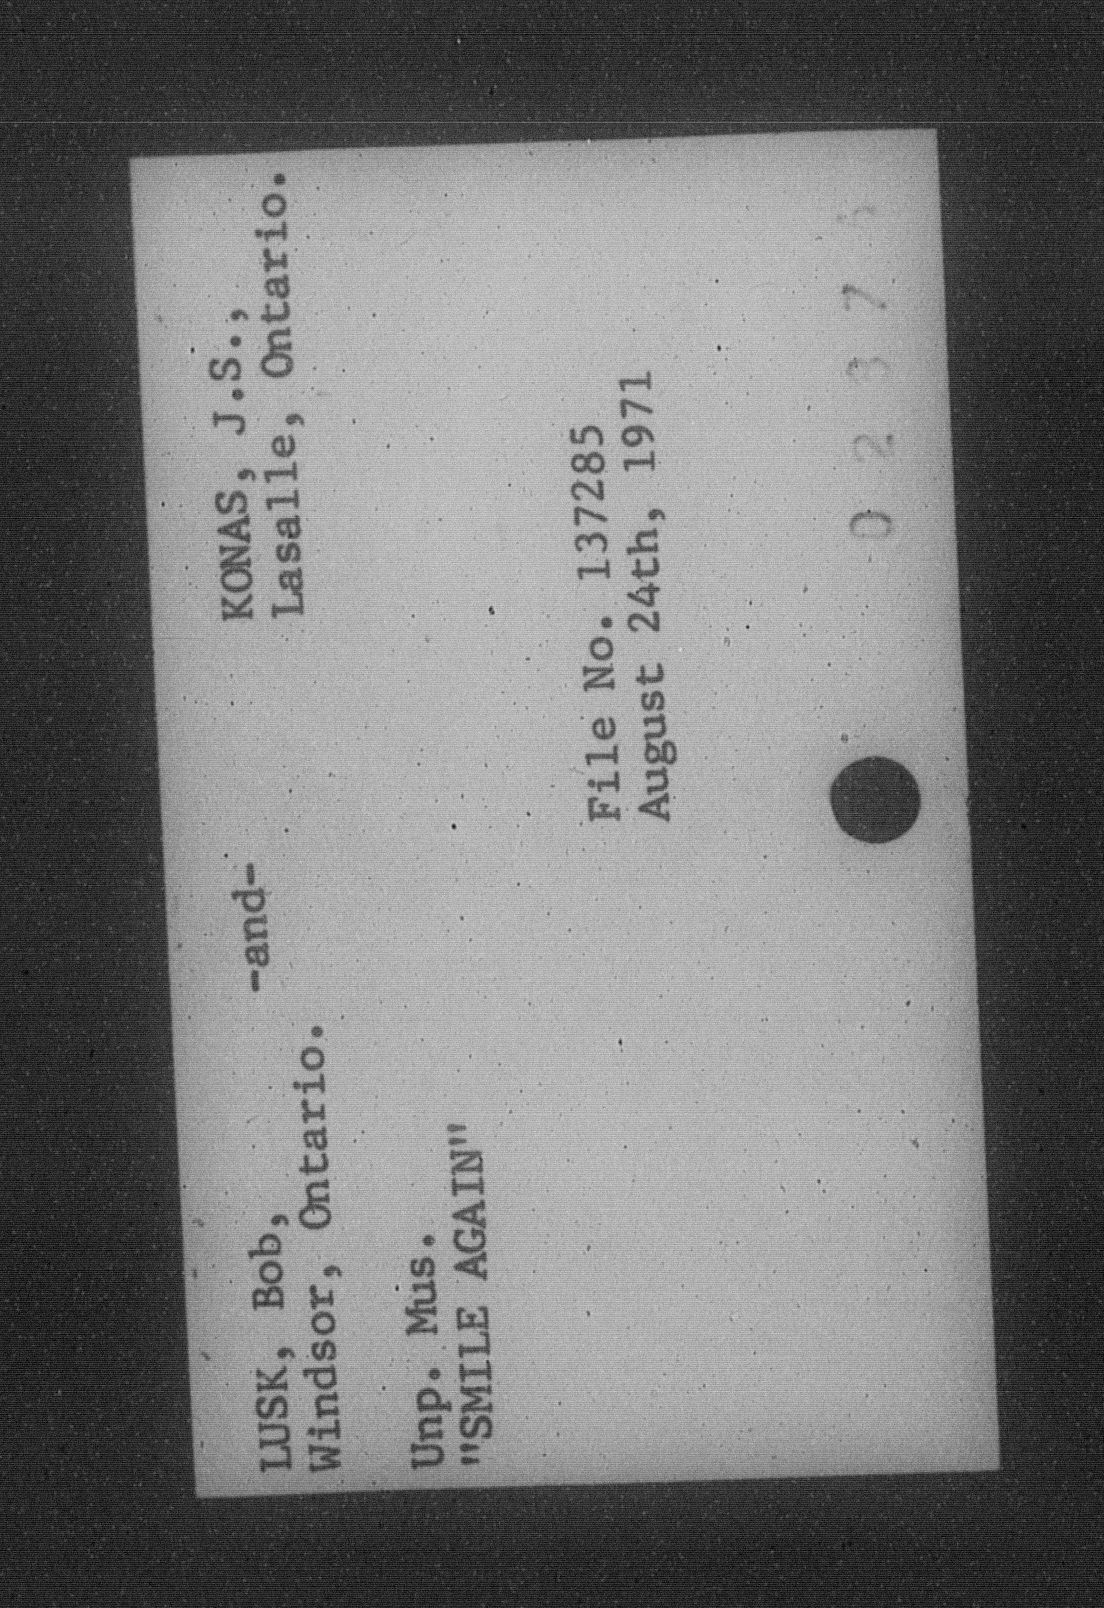 LUSK, Bob, -and- KONAS, J.S.,
Windsor, Ontario. Lasalle, Ontario.
Unp. Mus.
"SMILE AGAIN"
File No. 137285
August 24th, 1971